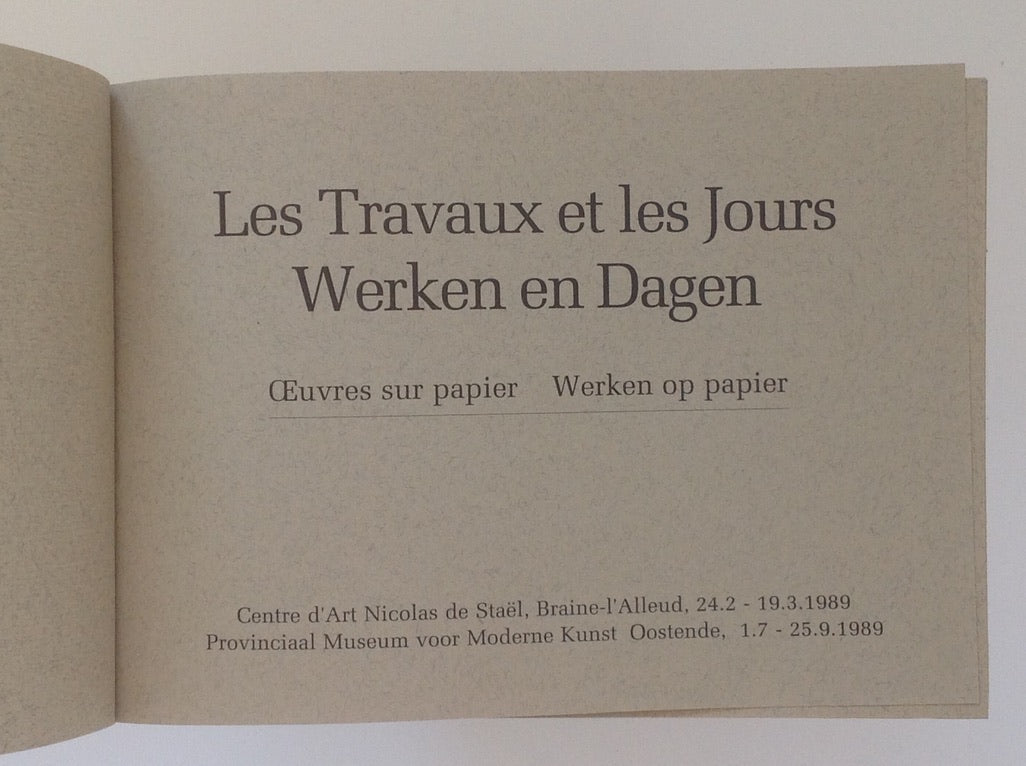 Les Travaux et les Jours
Werken en Dagen
Œuvres sur papier Werken op papier
Centre d'Art Nicolas de Staël, Braine-l'Alleud, 24.2 - 19.3.1989
Provinciaal Museum voor Moderne Kunst Oostende, 1.7 - 25.9.1989